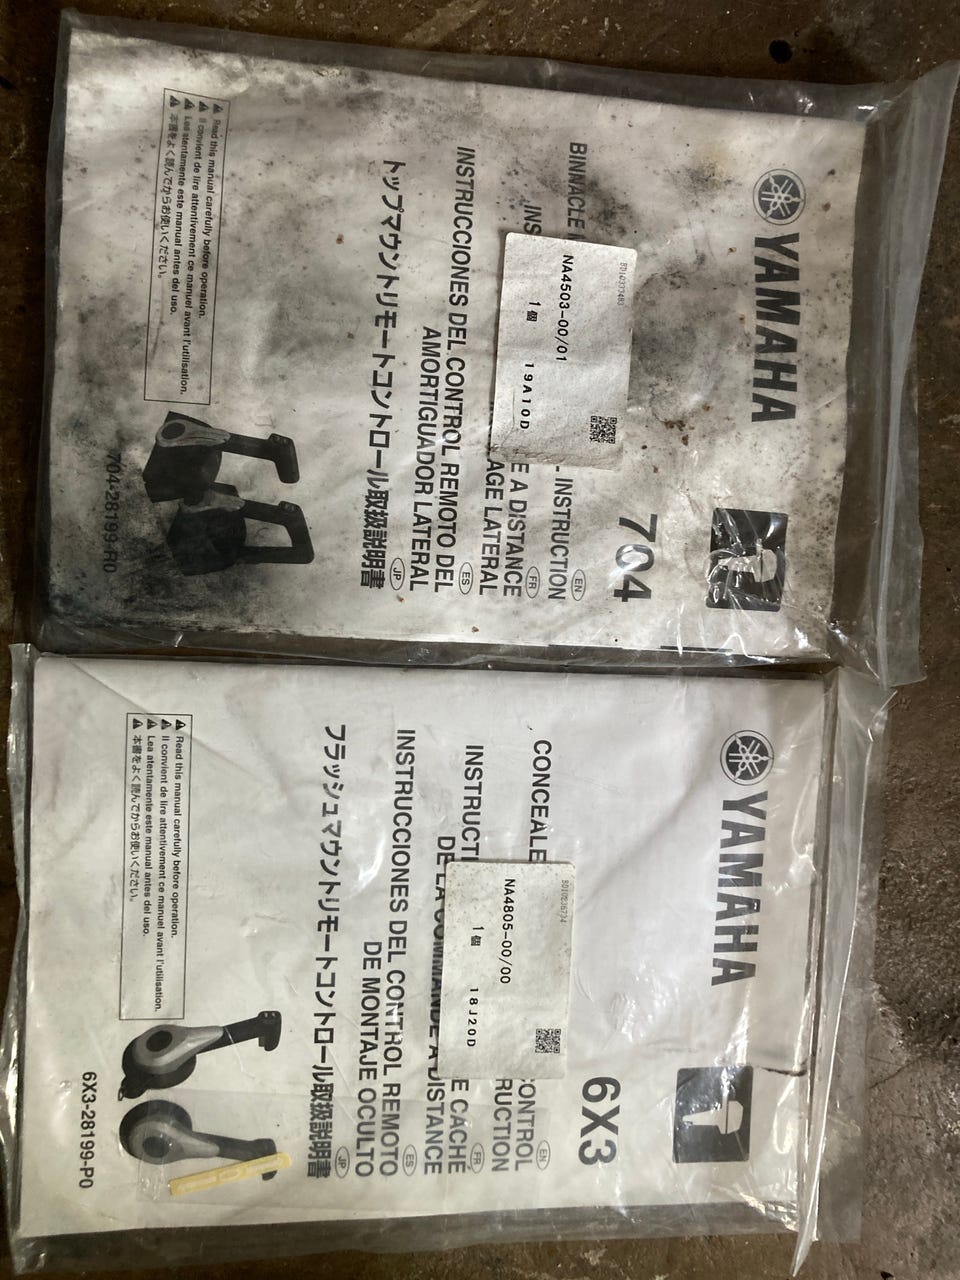 YAMAHA
704
BINNACLE
INSTRUCTION
EN
INS
E A DISTANCE
FR
AGE LATERAL
INSTRUCCIONES DEL CONTROL REMOTO DEL
ES
AMORTIGUADOR LATERAL
トップマウントリモートコントロール取扱説明書
JP
NA4503-00/01
1個
19A10D
Read this manual carefully before operation.
Il convient de lire attentivement ce manuel avant l'utilisation.
Lea atentamente este manual antes del uso.
本書をよく読んでからお使いください。
704-28199-R0
YAMAHA
6X3
CONCEALE
CONTROL
EN
RUCTION
INSTRUCTI
E CACHÉ
FR
DE LA COMMANDE A DISTANCE
INSTRUCCIONES DEL CONTROL REMOTO
ES
DE MONTAJE OCULTO
フラッシュマウントリモートコントロール取扱説明書
JP
NA4805-00/00
1個
18J20D
Read this manual carefully before operation.
Il convient de lire attentivement ce manuel avant l'utilisation.
Lea atentamente este manual antes del uso.
本書をよく読んでからお使いください。
6X3-28199-P0